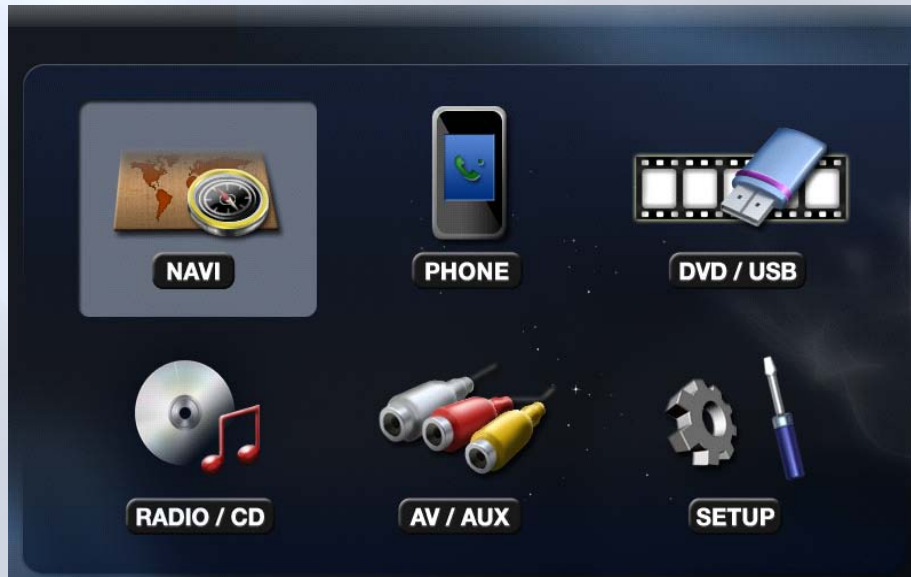 NAVI
PHONE
DVD / USB
RADIO / CD
AV / AUX
SETUP